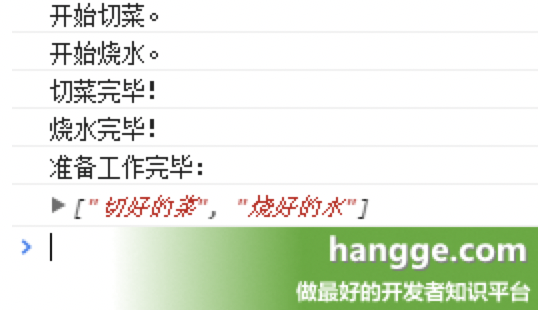 开始切菜。
开始烧水。
切菜完毕!
烧水完毕!
准备工作完毕:
["切好的菜", "烧好的水"]
hangge.com
做最好的开发者知识平台